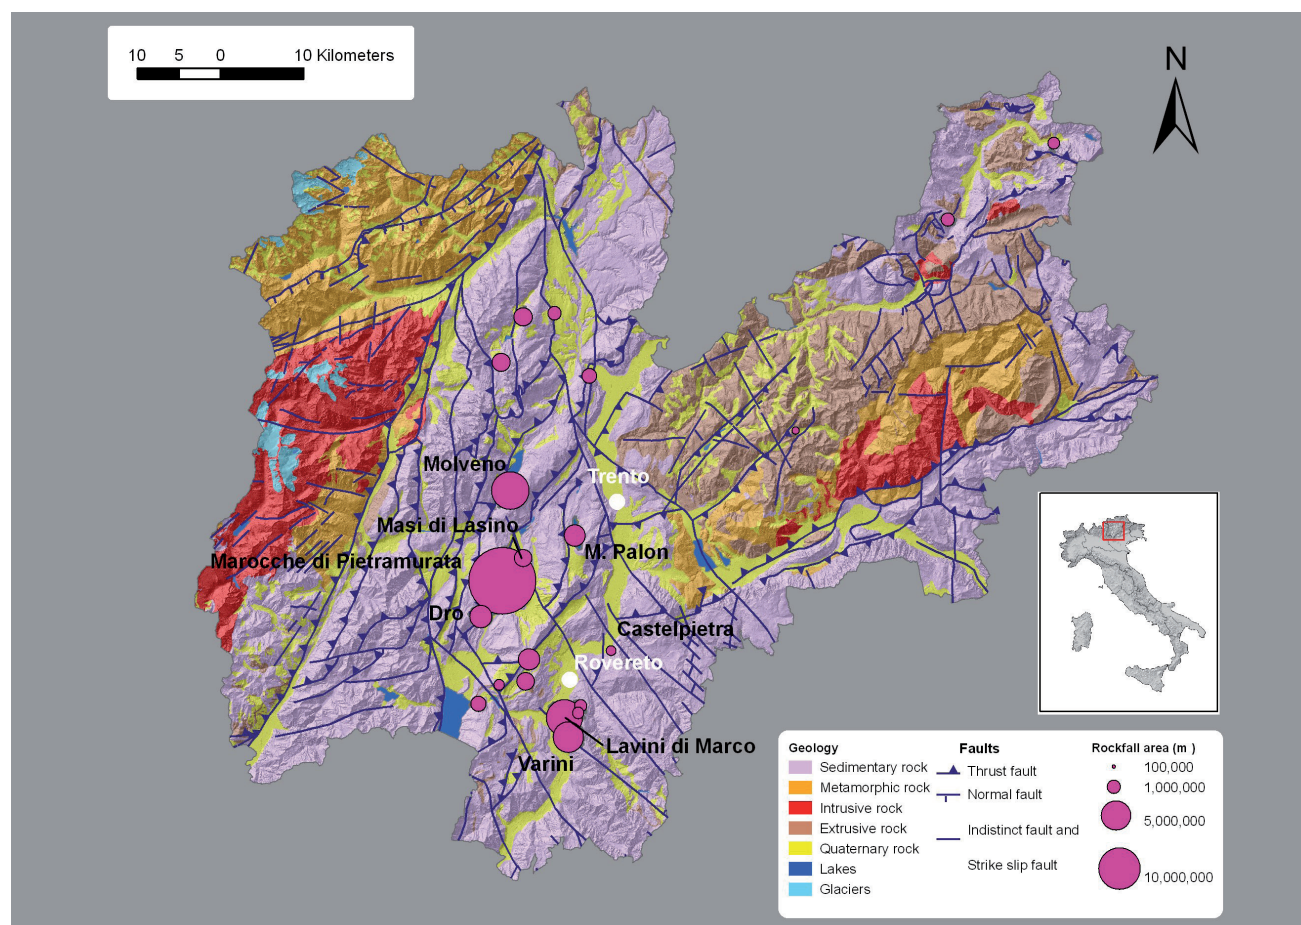 10 5 0 10 Kilometers
N
Molveno
Trento
Masi di Lasino
M. Palon
Marocche di Pietramurata
Dro
Castelpietra
Rovereto
Lavini di Marco
Varini
Geology
Sedimentary rock
Metamorphic rock
Intrusive rock
Extrusive rock
Quaternary rock
Lakes
Glaciers
Faults
Thrust fault
Normal fault
Indistinct fault and
Strike slip fault
Rockfall area (m )
100,000
1,000,000
5,000,000
10,000,000